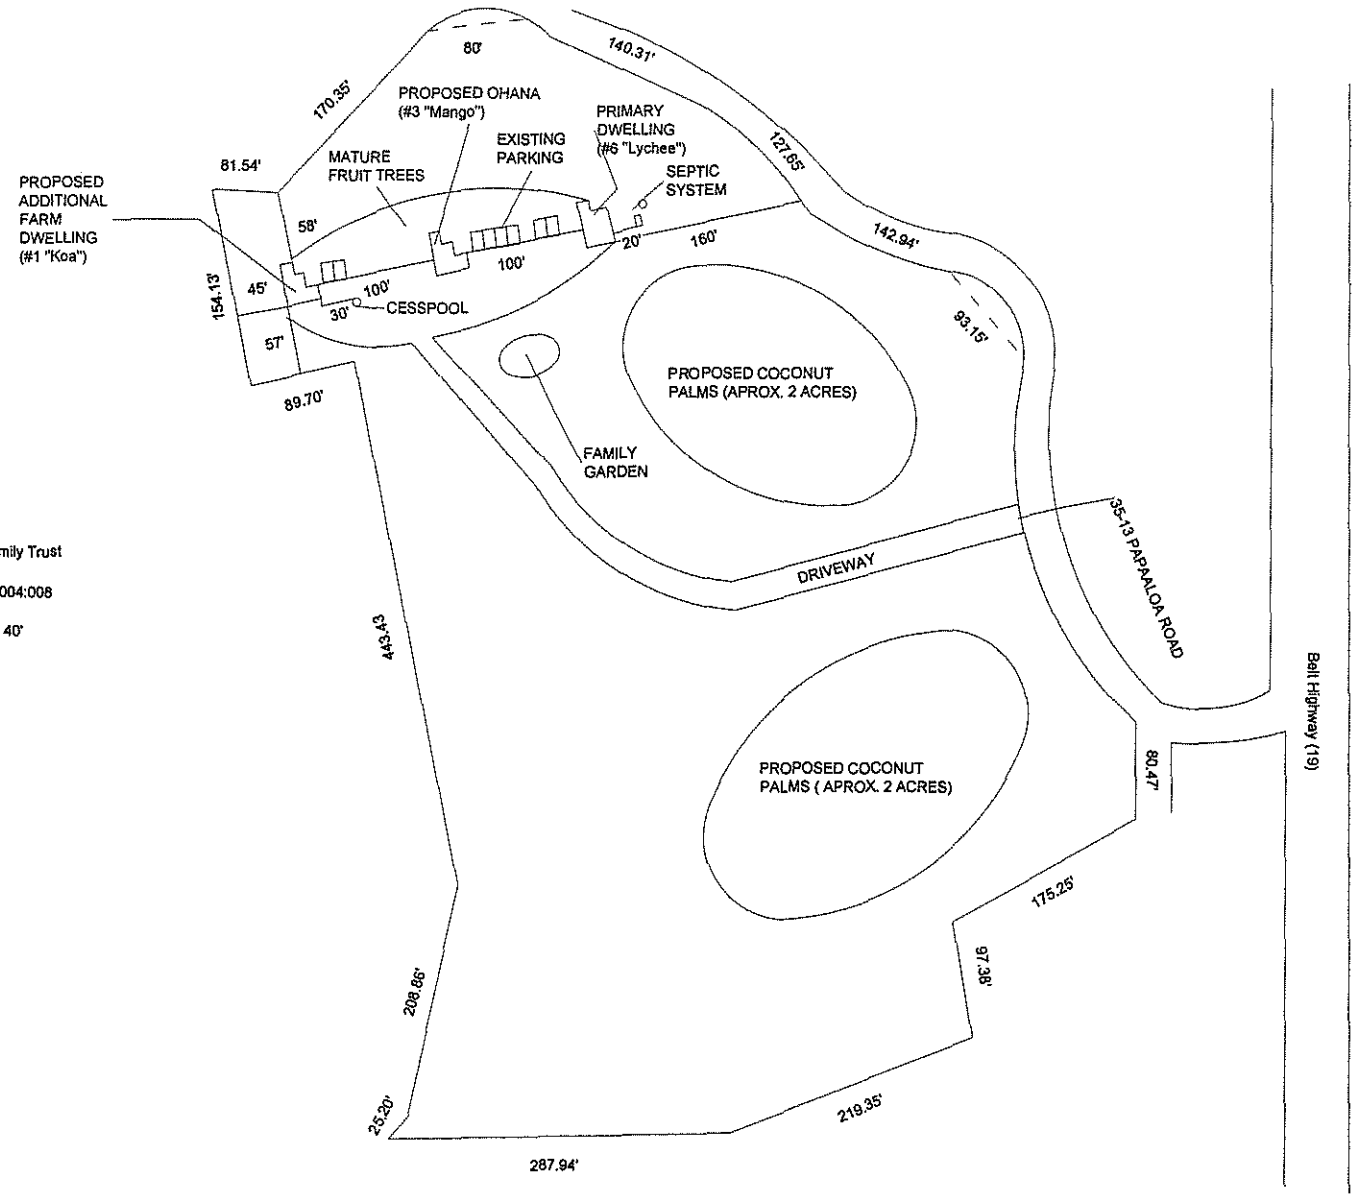 80'
140.31'
170.35'
PROPOSED OHANA
(#3 "Mango")
PRIMARY
DWELLING
(#6 "Lychee")
EXISTING
PARKING
127.65'
81.54'
MATURE
FRUIT TREES
SEPTIC
SYSTEM
PROPOSED
ADDITIONAL
FARM
DWELLING
(#1 "Koa")
58'
20'
160'
142.94'
100'
154.13'
45'
100'
30'
CESSPOOL
93.15'
57'
89.70'
PROPOSED COCONUT
PALMS (APROX. 2 ACRES)
FAMILY
GARDEN
mily Trust
004:008
40'
DRIVEWAY
35-13 PAPAALOA ROAD
443.43
Belt Highway (19)
PROPOSED COCONUT
PALMS ( APROX. 2 ACRES)
80.47'
175.25'
97.38'
208.86'
25.20'
219.35'
287.94'